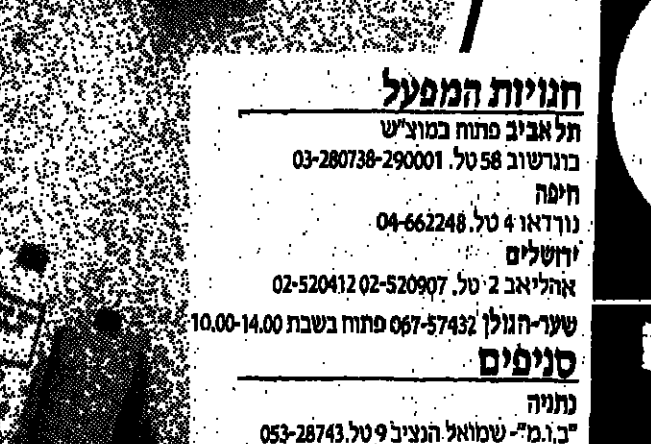 חנויות המפעל
תל אביב פתוח במוצ"ש
בוגרשוב 58 טל. 03-280738-290001
חיפה
נורדאו 4 טל. 04-662248
ירושלים
אהליאב 2 טל. 02-520412 02-520907
שער-הגולן 067-57432 פתוח בשבת 10.00-14.00
סניפים
נתניה
"ב.ו.מ"- שמואל הנציב 9 טל. 053-28743